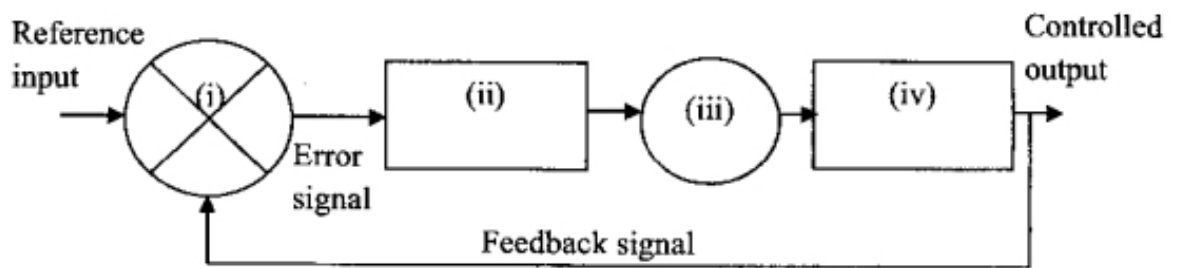 Reference
input
Controlled
output
(i)
(ii)
(iii)
(iv)
Error
signal
Feedback signal